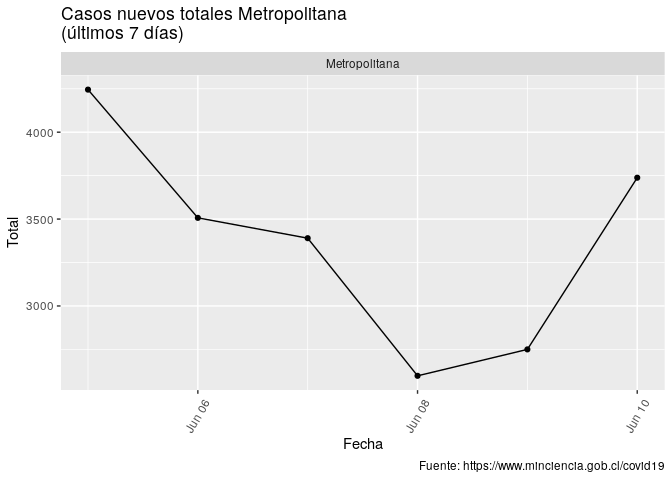 Casos nuevos totales Metropolitana
(últimos 7 días)
Metropolitana
4000
3500
3000
Total
Jun 06
Jun 08
Jun 10
Fecha
Fuente: https://www.minciencia.gob.cl/covid19